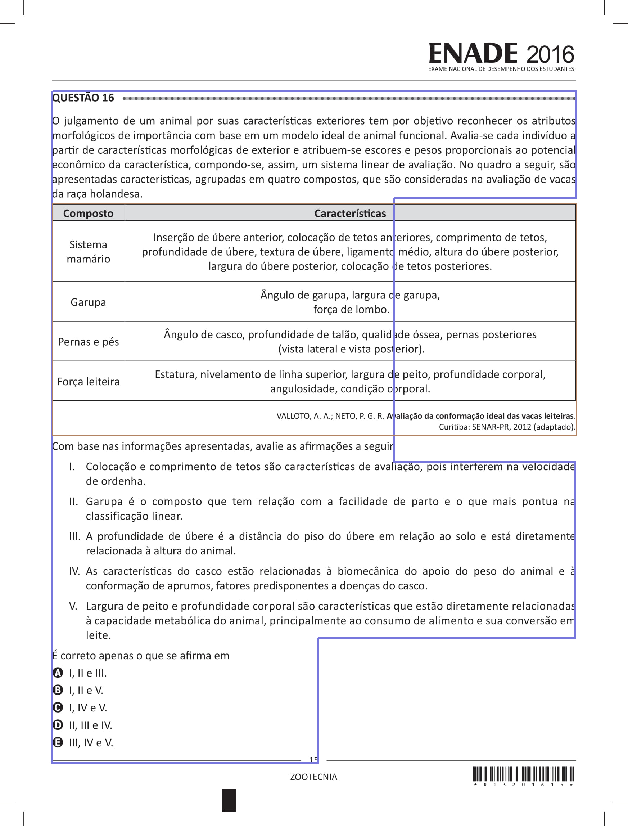 ENADE 2016
EXAME NACIONAL DE DESEMPENHO DOS ESTUDANTES
QUESTÃO 16
O julgamento de um animal por suas características exteriores tem por objetivo reconhecer os atributos
morfológicos de importância com base em um modelo ideal de animal funcional. Avalia-se cada indivíduo a
partir de características morfológicas de exterior e atribuem-se escores e pesos proporcionais ao potencial
econômico da característica, compondo-se, assim, um sistema linear de avaliação. No quadro a seguir, são
apresentadas características, agrupadas em quatro compostos, que são consideradas na avaliação de vacas
da raça holandesa.
Composto Características
Sistema
mamário
Inserção de úbere anterior, colocação de tetos anteriores, comprimento de tetos,
profundidade de úbere, textura de úbere, ligamento médio, altura do úbere posterior,
largura do úbere posterior, colocação de tetos posteriores.
Garupa
Ângulo de garupa, largura de garupa,
força de lombo.
Pernas e pés
Ângulo de casco, profundidade de talão, qualidade óssea, pernas posteriores
(vista lateral e vista posterior).
Força leiteira
Estatura, nivelamento de linha superior, largura de peito, profundidade corporal,
angulosidade, condição corporal.
VALLOTO, A. A.; NETO, P. G. R. Avaliação da conformação ideal das vacas leiteiras.
Curitiba: SENAR-PR, 2012 (adaptado).
Com base nas informações apresentadas, avalie as afirmações a seguir
I. Colocação e comprimento de tetos são características de avaliação, pois interferem na velocidade
de ordenha.
II. Garupa é o composto que tem relação com a facilidade de parto e o que mais pontua na
classificação linear.
III. A profundidade de úbere é a distância do piso do úbere em relação ao solo e está diretamente
relacionada à altura do animal.
IV. As características do casco estão relacionadas à biomecânica do apoio do peso do animal e à
conformação de aprumos, fatores predisponentes a doenças do casco.
V. Largura de peito e profundidade corporal são características que estão diretamente relacionadas
à capacidade metabólica do animal, principalmente ao consumo de alimento e sua conversão em
leite.
É correto apenas o que se afirma em
A I, II e III.
B I, II e V.
C I, IV e V.
D II, III e IV.
E III, IV e V.
15
ZOOTECNIA